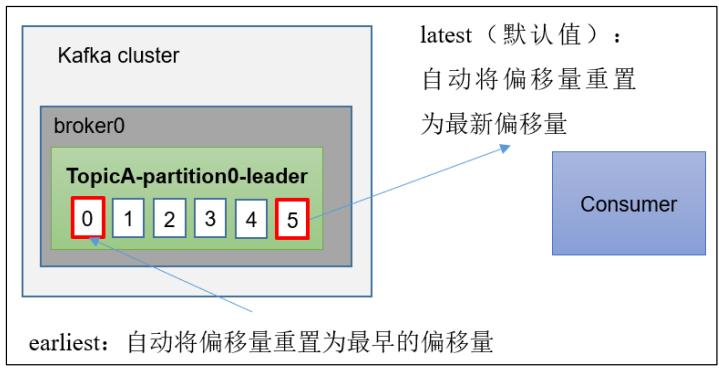 Kafka cluster
broker0
TopicA-partition0-leader
0 1 2 3 4 5
latest（默认值）：
自动将偏移量重置
为最新偏移量
Consumer
earliest：自动将偏移量重置为最早的偏移量